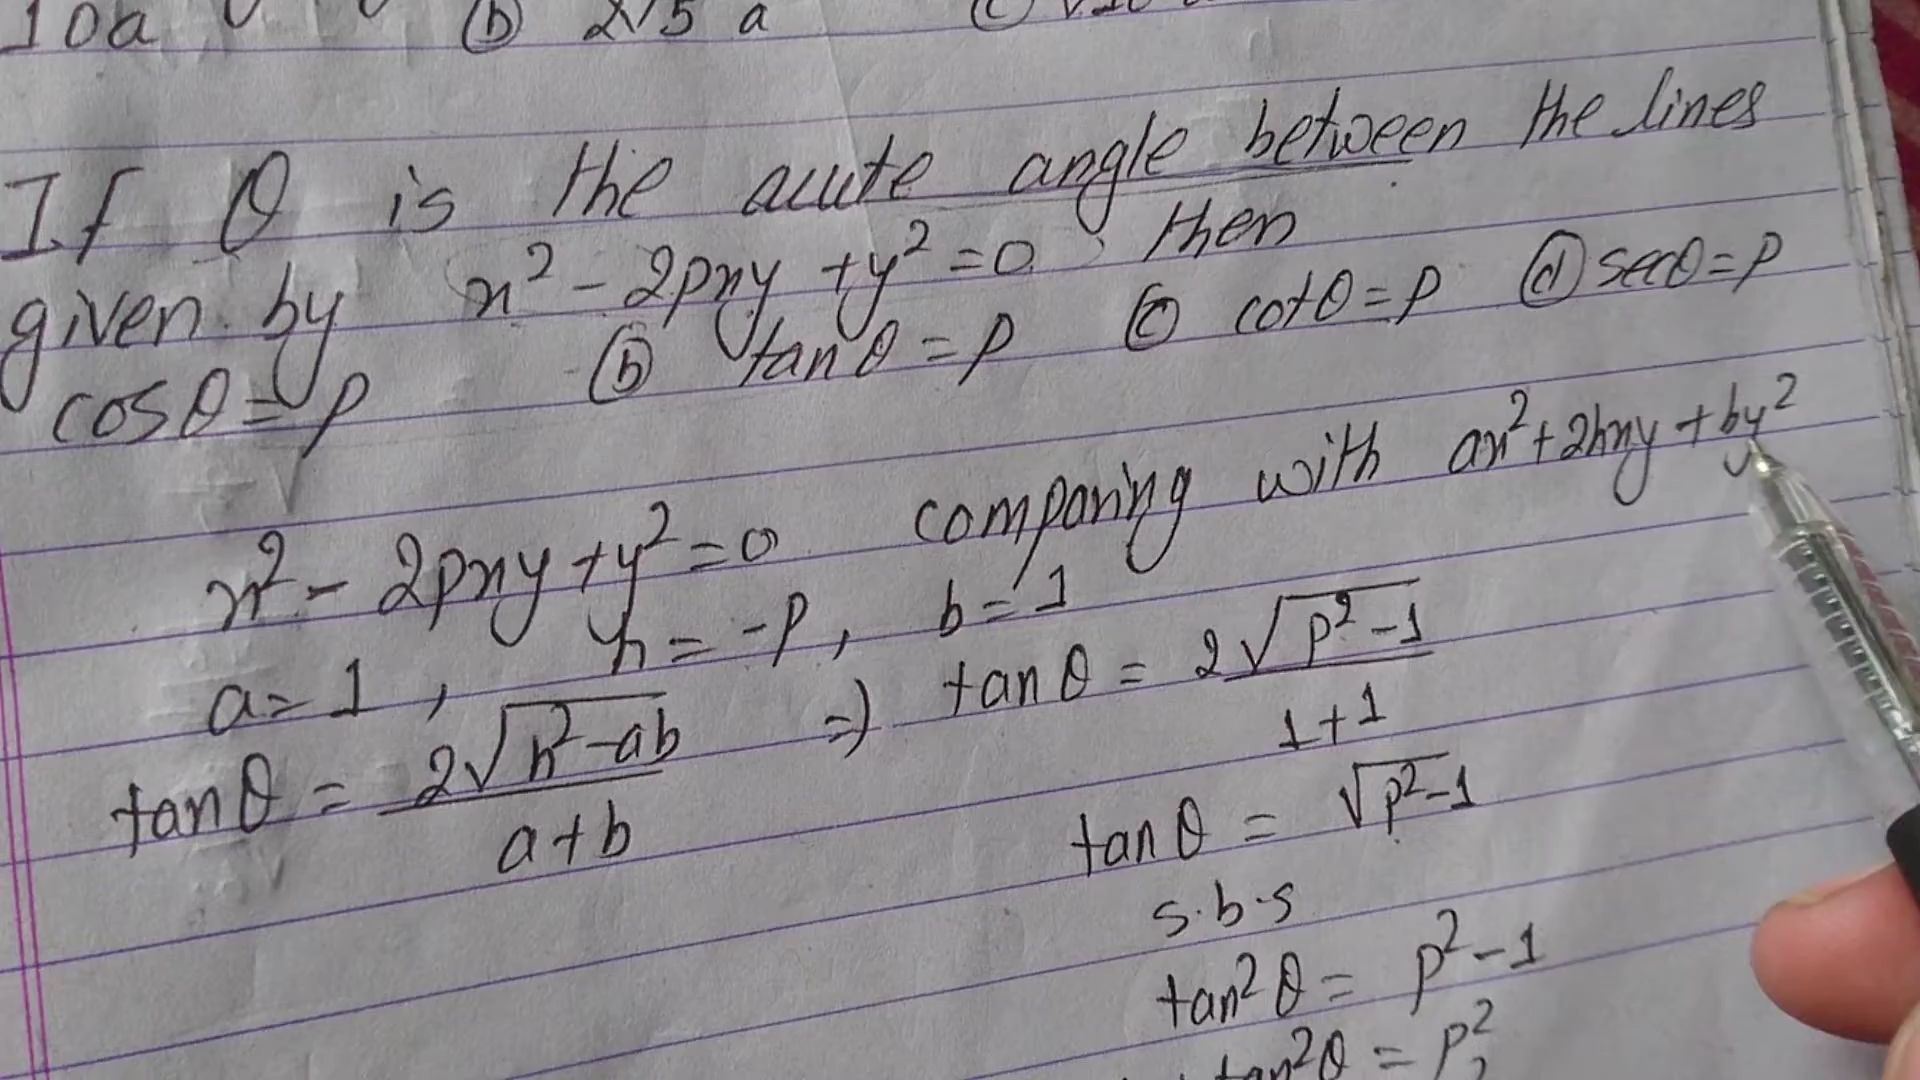 10a (b) 2√5 a (c)
If θ is the acute angle between the lines
given by x² - 2pxy + y² = 0 then
cosθ = p (b) tanθ = p (c) cotθ = p (d) secθ = p
x² - 2pxy + y² = 0 comparing with ax² + 2hxy + by²
a = 1, h = -p, b = 1
tanθ = 2√(h² - ab) / (a + b) ⇒ tanθ = 2√(p² - 1) / (1 + 1)
tanθ = √(p² - 1)
s.b.s
tan²θ = p² - 1
tan²θ = p²